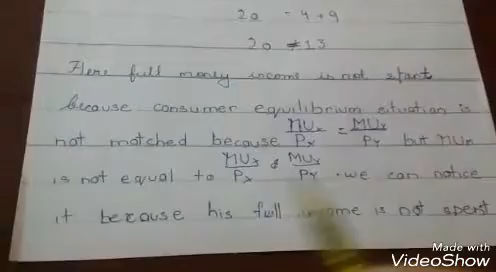 20 = 4+9
20 ≠ 13
Here full money income is not spent
because consumer equilibrium situation is
not matched because MUx/Px = MUy/Py but MUm
is not equal to MUx/Px & MUy/Py . we can notice
it because his full income is not spent
Made with
VideoShow